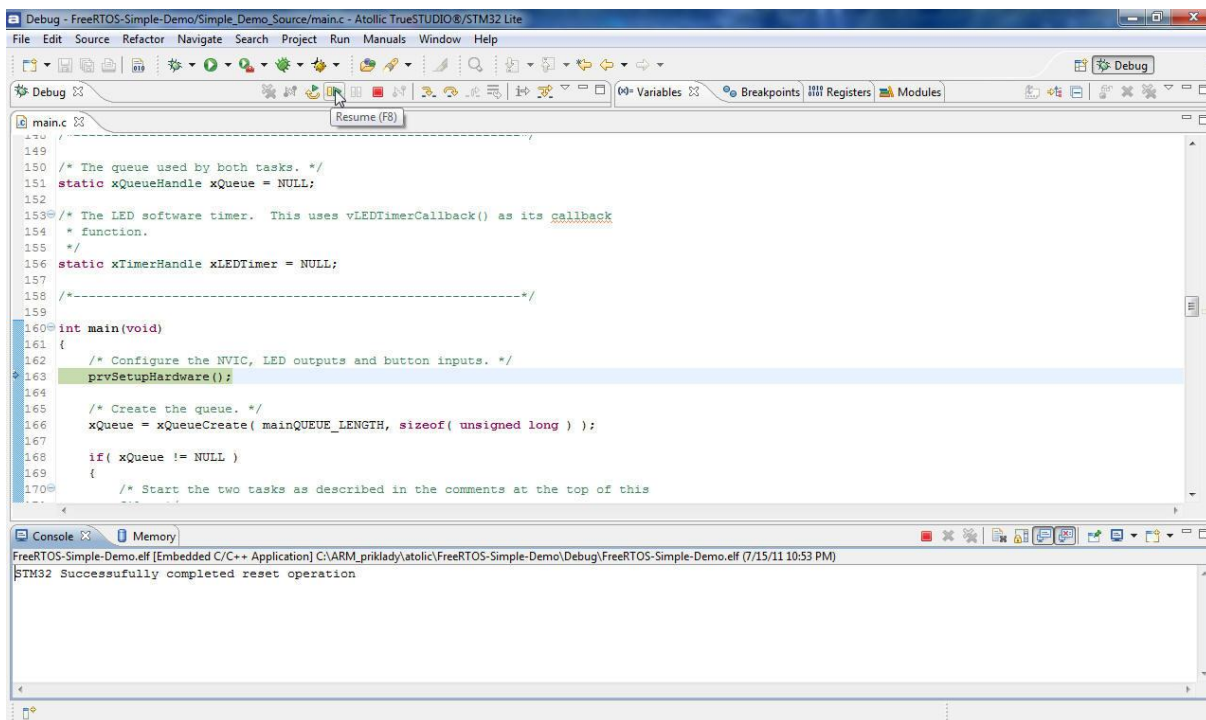 Debug - FreeRTOS-Simple-Demo/Simple_Demo_Source/main.c - Atollic TrueSTUDIO®/STM32 Lite
File Edit Source Refactor Navigate Search Project Run Manuals Window Help
Debug
Debug (x)= Variables Breakpoints Registers Modules
main.c Resume (F8)
149
150 /* The queue used by both tasks. */
151 static xQueueHandle xQueue = NULL;
152
153 /* The LED software timer.  This uses vLEDTimerCallback() as its callback
154  * function.
155  */
156 static xTimerHandle xLEDTimer = NULL;
157
158 /*-----------------------------------------------------------*/
159
160 int main(void)
161 {
162     /* Configure the NVIC, LED outputs and button inputs. */
163     prvSetupHardware();
164
165     /* Create the queue. */
166     xQueue = xQueueCreate( mainQUEUE_LENGTH, sizeof( unsigned long ) );
167
168     if( xQueue != NULL )
169     {
170         /* Start the two tasks as described in the comments at the top of this
Console Memory
FreeRTOS-Simple-Demo.elf [Embedded C/C++ Application] C:\ARM_priklady\atolic\FreeRTOS-Simple-Demo\Debug\FreeRTOS-Simple-Demo.elf (7/15/11 10:53 PM)
STM32 Successufully completed reset operation